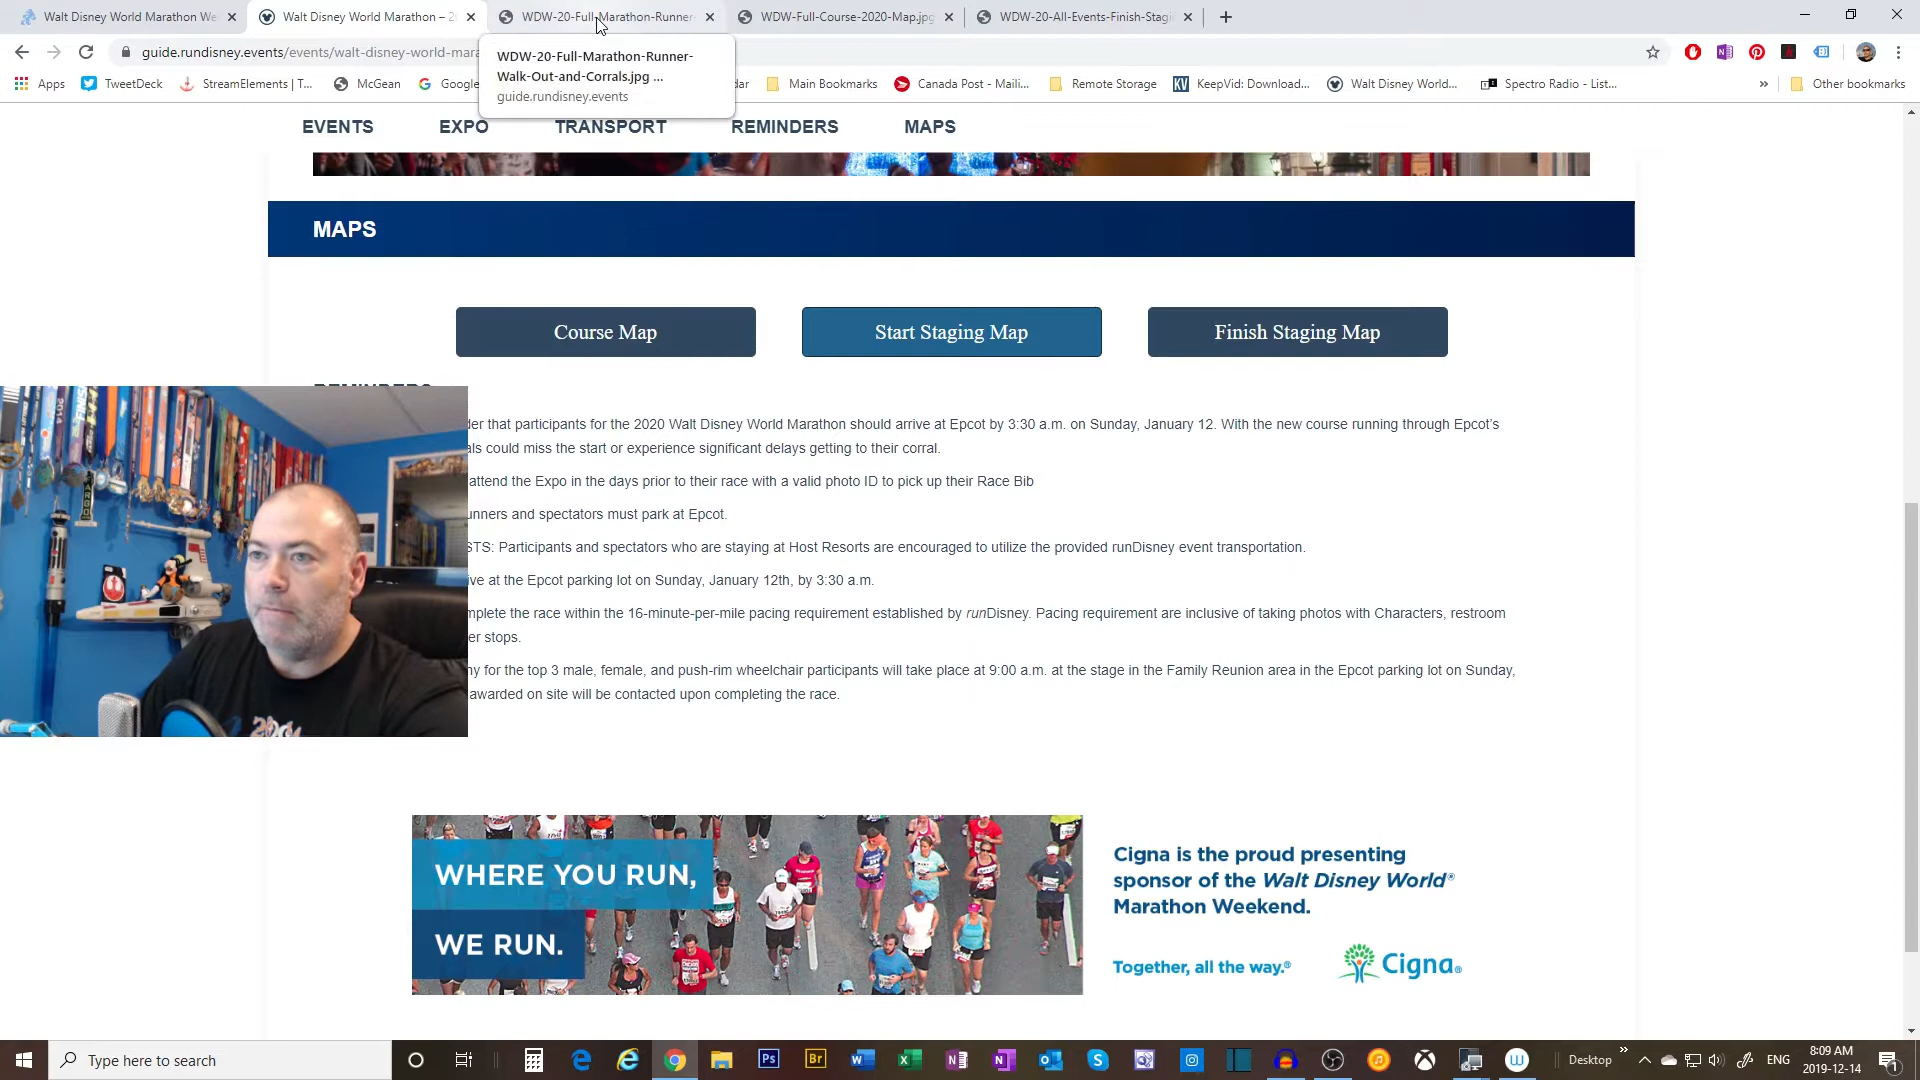 Walt Disney World Marathon We
Walt Disney World Marathon – 2
WDW-20-Full-Marathon-Runner-
WDW-Full-Course-2020-Map.jpg
WDW-20-All-Events-Finish-Stagi
guide.rundisney.events/events/walt-disney-world-mara
WDW-20-Full-Marathon-Runner-
Walk-Out-and-Corrals.jpg ...
guide.rundisney.events
Apps
TweetDeck
StreamElements | T...
McGean
Google
dar
Main Bookmarks
Canada Post - Maili...
Remote Storage
KeepVid: Download...
Walt Disney World...
Spectro Radio - List...
»
Other bookmarks
EVENTS
EXPO
TRANSPORT
REMINDERS
MAPS
MAPS
Course Map
Start Staging Map
Finish Staging Map
REMINDERS
der that participants for the 2020 Walt Disney World Marathon should arrive at Epcot by 3:30 a.m. on Sunday, January 12. With the new course running through Epcot's
als could miss the start or experience significant delays getting to their corral.
attend the Expo in the days prior to their race with a valid photo ID to pick up their Race Bib
unners and spectators must park at Epcot.
STS: Participants and spectators who are staying at Host Resorts are encouraged to utilize the provided runDisney event transportation.
ive at the Epcot parking lot on Sunday, January 12th, by 3:30 a.m.
mplete the race within the 16-minute-per-mile pacing requirement established by runDisney. Pacing requirement are inclusive of taking photos with Characters, restroom
er stops.
ny for the top 3 male, female, and push-rim wheelchair participants will take place at 9:00 a.m. at the stage in the Family Reunion area in the Epcot parking lot on Sunday,
awarded on site will be contacted upon completing the race.
WHERE YOU RUN,
WE RUN.
Cigna is the proud presenting
sponsor of the Walt Disney World®
Marathon Weekend.
Together, all the way.®
Cigna®
Type here to search
Desktop
»
ENG
8:09 AM
2019-12-14